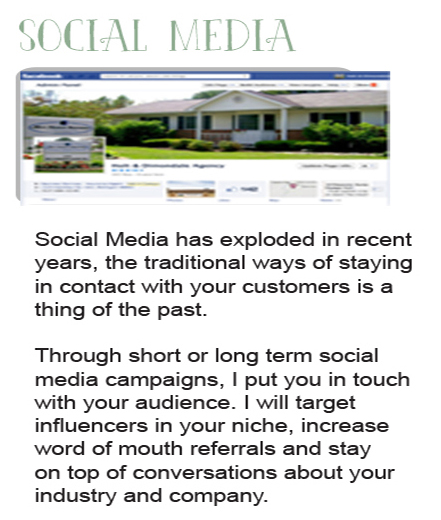 SOCIAL MEDIA
facebook
Holt & Dimondale Agency
Social Media has exploded in recent
years, the traditional ways of staying
in contact with your customers is a
thing of the past.
Through short or long term social
media campaigns, I put you in touch
with your audience. I will target
influencers in your niche, increase
word of mouth referrals and stay
on top of conversations about your
industry and company.